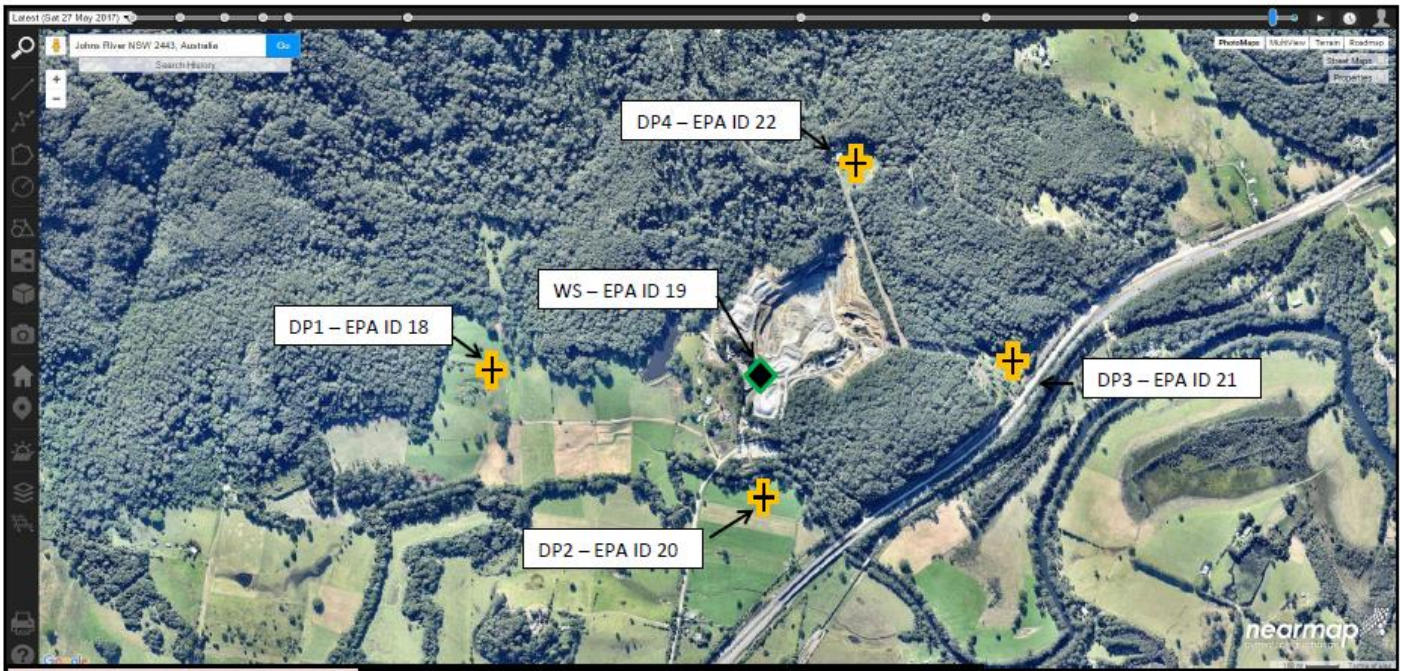 Latest (Sat 27 May 2017)
Johns River NSW 2443, Australia
Go
Search History
+
−
PhotoMaps MultiView Terrain Roadmap
Street Maps
Properties
DP4 – EPA ID 22
WS – EPA ID 19
DP1 – EPA ID 18
DP3 – EPA ID 21
DP2 – EPA ID 20
nearmap
Google